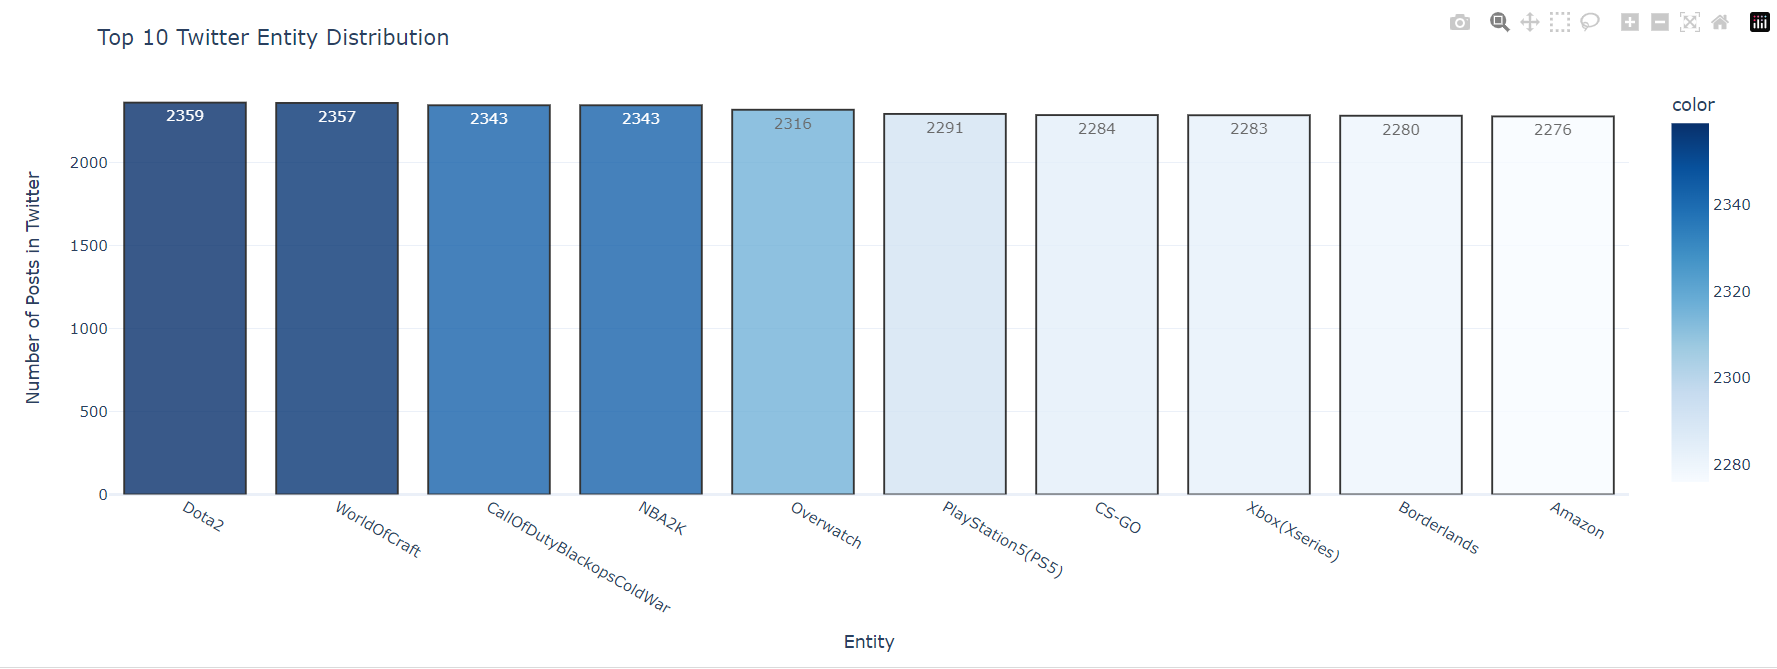 Top 10 Twitter Entity Distribution
Number of Posts in Twitter
2000
1500
1000
500
0
2359
2357
2343
2343
2316
2291
2284
2283
2280
2276
Dota2
WorldOfCraft
CallOfDutyBlackopsColdWar
NBA2K
Overwatch
PlayStation5(PS5)
CS-GO
Xbox(Xseries)
Borderlands
Amazon
Entity
color
2340
2320
2300
2280